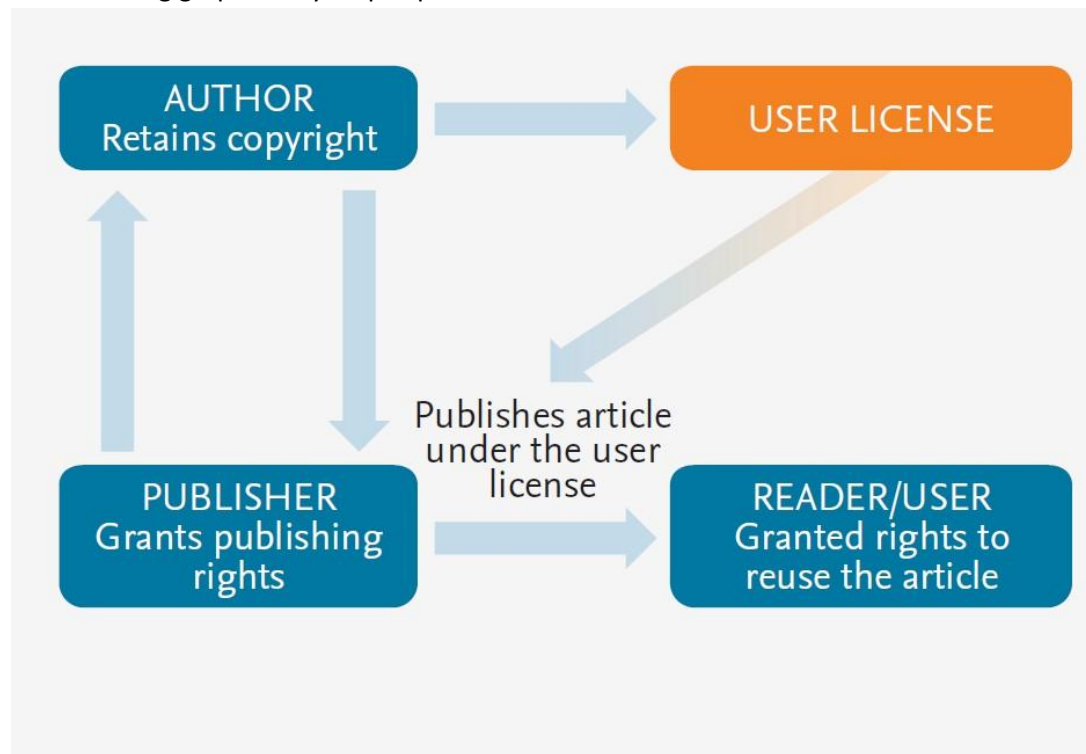 AUTHOR
Retains copyright
USER LICENSE
Publishes article
under the user
license
PUBLISHER
Grants publishing
rights
READER/USER
Granted rights to
reuse the article